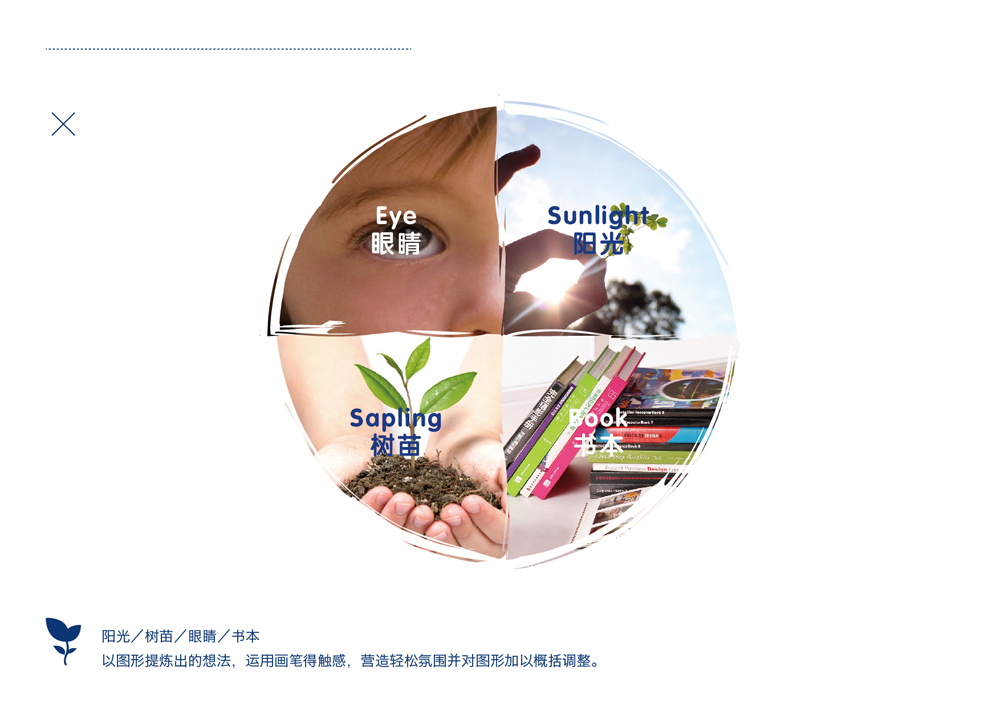 Eye
眼睛
Sunlight
阳光
Sapling
树苗
Book
书本
阳光／树苗／眼睛／书本
以图形提炼出的想法，运用画笔得触感，营造轻松氛围并对图形加以概括调整。